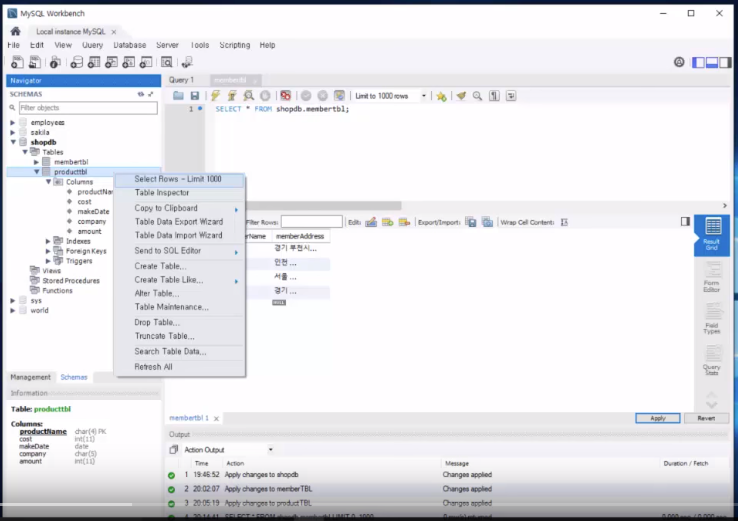 MySQL Workbench
Local instance MySQL ×
File Edit View Query Database Server Tools Scripting Help
Navigator
Query 1
membertbl ×
SCHEMAS
Filter objects
Limit to 1000 rows
1 SELECT * FROM shopdb.membertbl;
employees
sakila
shopdb
Tables
membertbl
producttbl
Columns
cost
makeDate
company
amount
Indexes
Foreign Keys
Triggers
Views
Stored Procedures
Functions
sys
world
Select Rows - Limit 1000
Table Inspector
Copy to Clipboard
Table Data Export Wizard
Table Data Import Wizard
Send to SQL Editor
Create Table...
Create Table Like...
Alter Table...
Table Maintenance...
Drop Table...
Truncate Table...
Search Table Data...
Refresh All
Filter Rows: Edit: Export/Import: Wrap Cell Content:
erName memberAddress
경기 부천시...
인천 ...
서울 ...
경기 ...
NULL
Result Grid
Form Editor
Field Types
Query Stats
Management Schemas
Information
Table: producttbl
Columns:
productName char(4) PK
cost int(11)
makeDate date
company char(5)
amount int(11)
membertbl 1 ×
Apply Revert
Output
Action Output
Time Action Message Duration / Fetch
1 19:46:52 Apply changes to shopdb Changes applied
2 20:02:07 Apply changes to memberTBL Changes applied
3 20:05:19 Apply changes to productTBL Changes applied